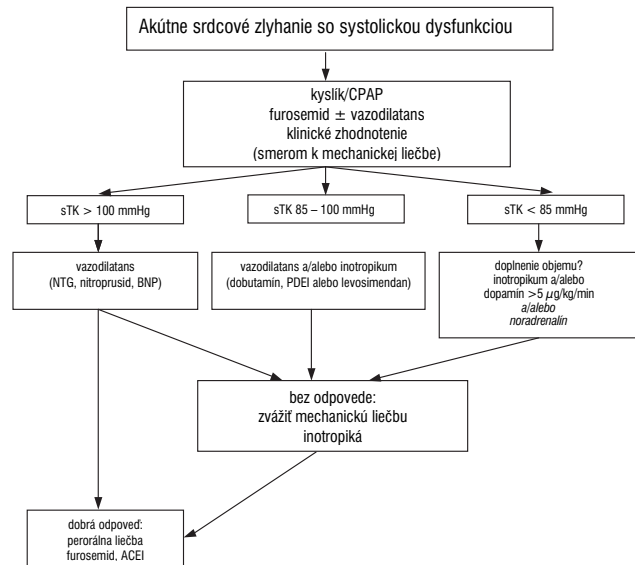 Akútne srdcové zlyhanie so systolickou dysfunkciou
kyslík/CPAP
furosemid ± vazodilatans
klinické zhodnotenie
(smerom k mechanickej liečbe)
sTK > 100 mmHg
sTK 85 – 100 mmHg
sTK < 85 mmHg
vazodilatans
(NTG, nitroprusid, BNP)
vazodilatans a/alebo inotropikum
(dobutamín, PDEI alebo levosimendan)
doplnenie objemu?
inotropikum a/alebo
dopamín >5 µg/kg/min
a/alebo
noradrenalín
bez odpovede:
zvážiť mechanickú liečbu
inotropiká
dobrá odpoveď:
perorálna liečba
furosemid, ACEI